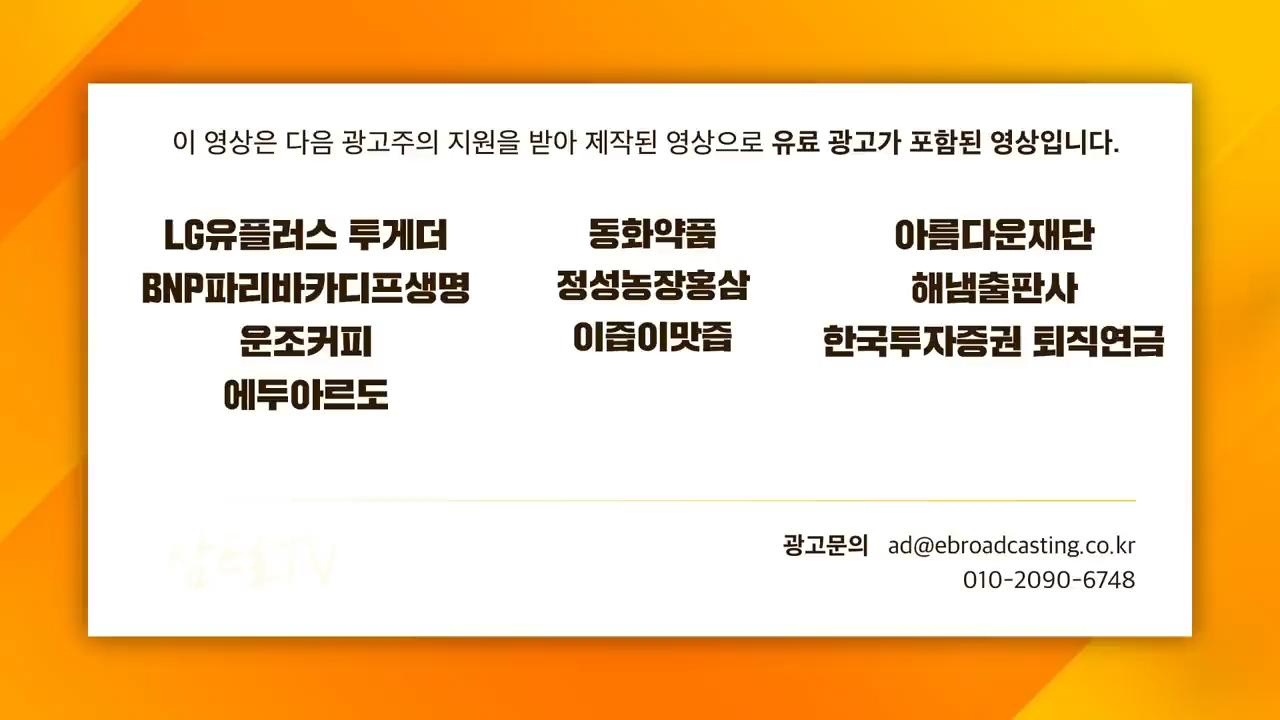 이 영상은 다음 광고주의 지원을 받아 제작된 영상으로 유료 광고가 포함된 영상입니다.
LG유플러스 투게더
BNP파리바카디프생명
운조커피
에두아르도
동화약품
정성농장홍삼
이즙이맛즙
아름다운재단
해냄출판사
한국투자증권 퇴직연금
광고문의 ad@ebroadcasting.co.kr
010-2090-6748